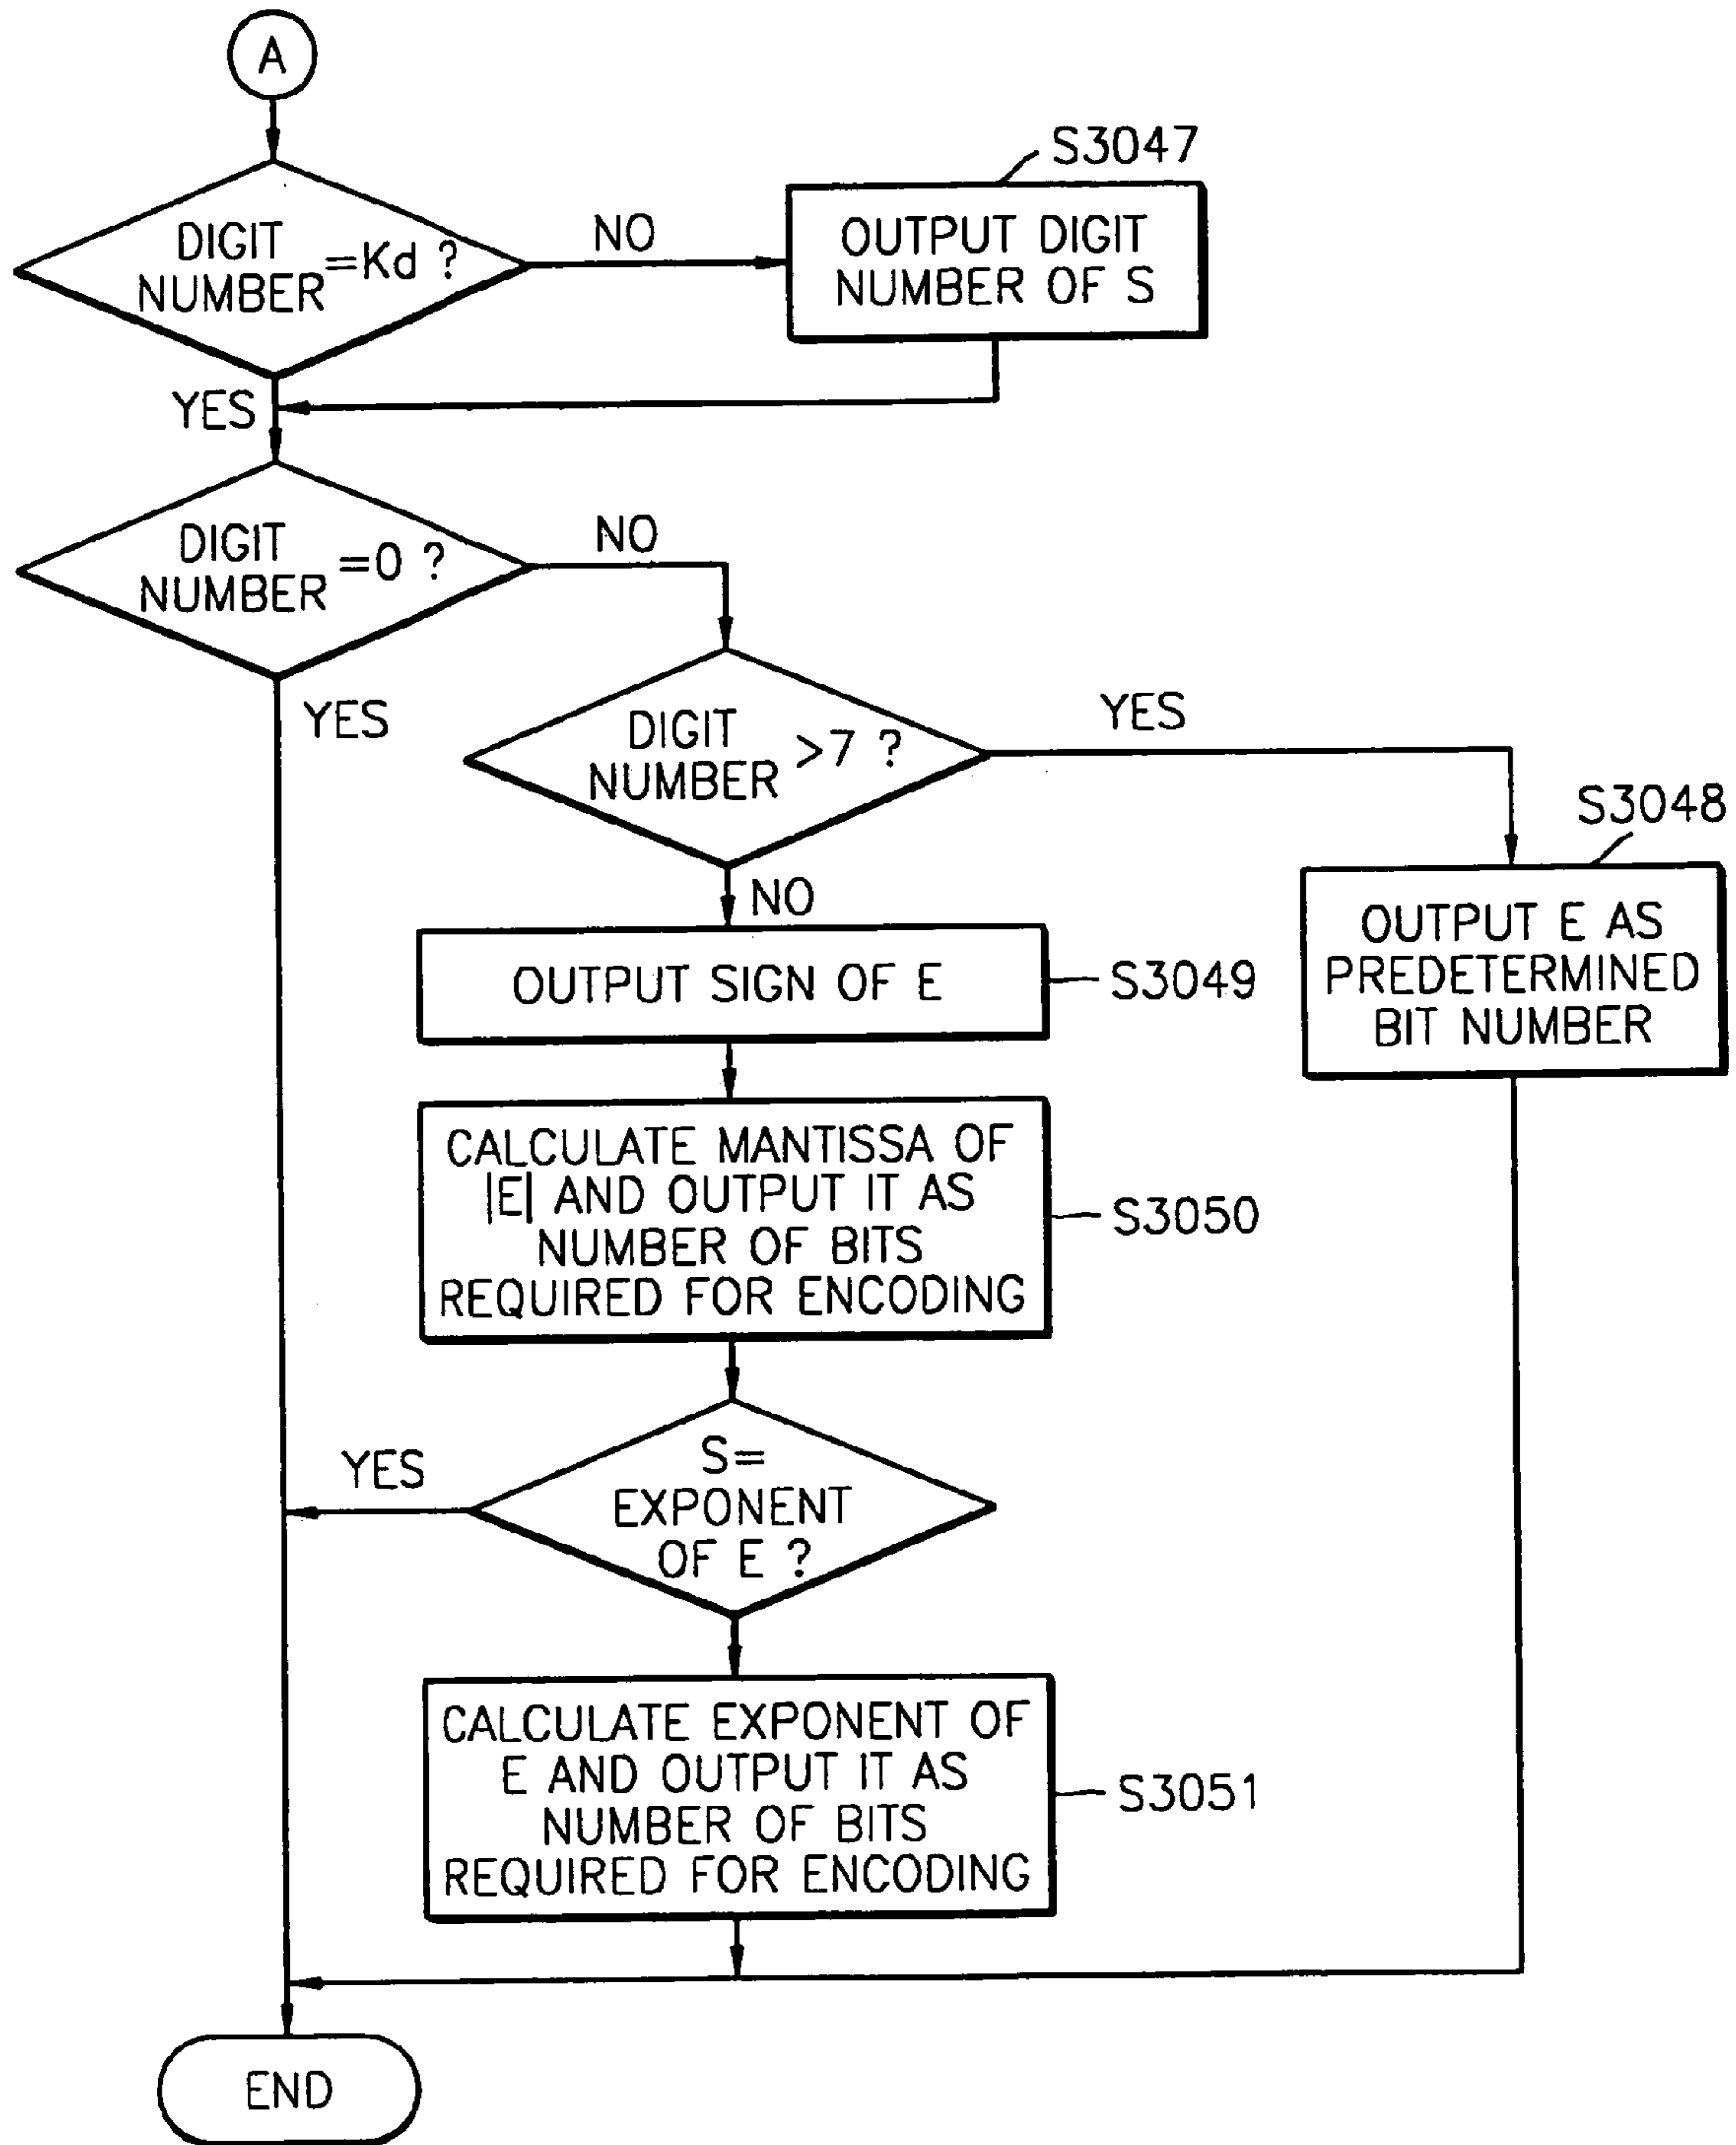 A
S3047
DIGIT
NUMBER =Kd ?
NO
OUTPUT DIGIT
NUMBER OF S
YES
DIGIT
NUMBER =0 ?
NO
YES
DIGIT
NUMBER >7 ?
YES
S3048
NO
OUTPUT E AS
PREDETERMINED
BIT NUMBER
OUTPUT SIGN OF E
S3049
CALCULATE MANTISSA OF
|E| AND OUTPUT IT AS
NUMBER OF BITS
REQUIRED FOR ENCODING
S3050
YES
S=
EXPONENT
OF E ?
CALCULATE EXPONENT OF
E AND OUTPUT IT AS
NUMBER OF BITS
REQUIRED FOR ENCODING
S3051
END